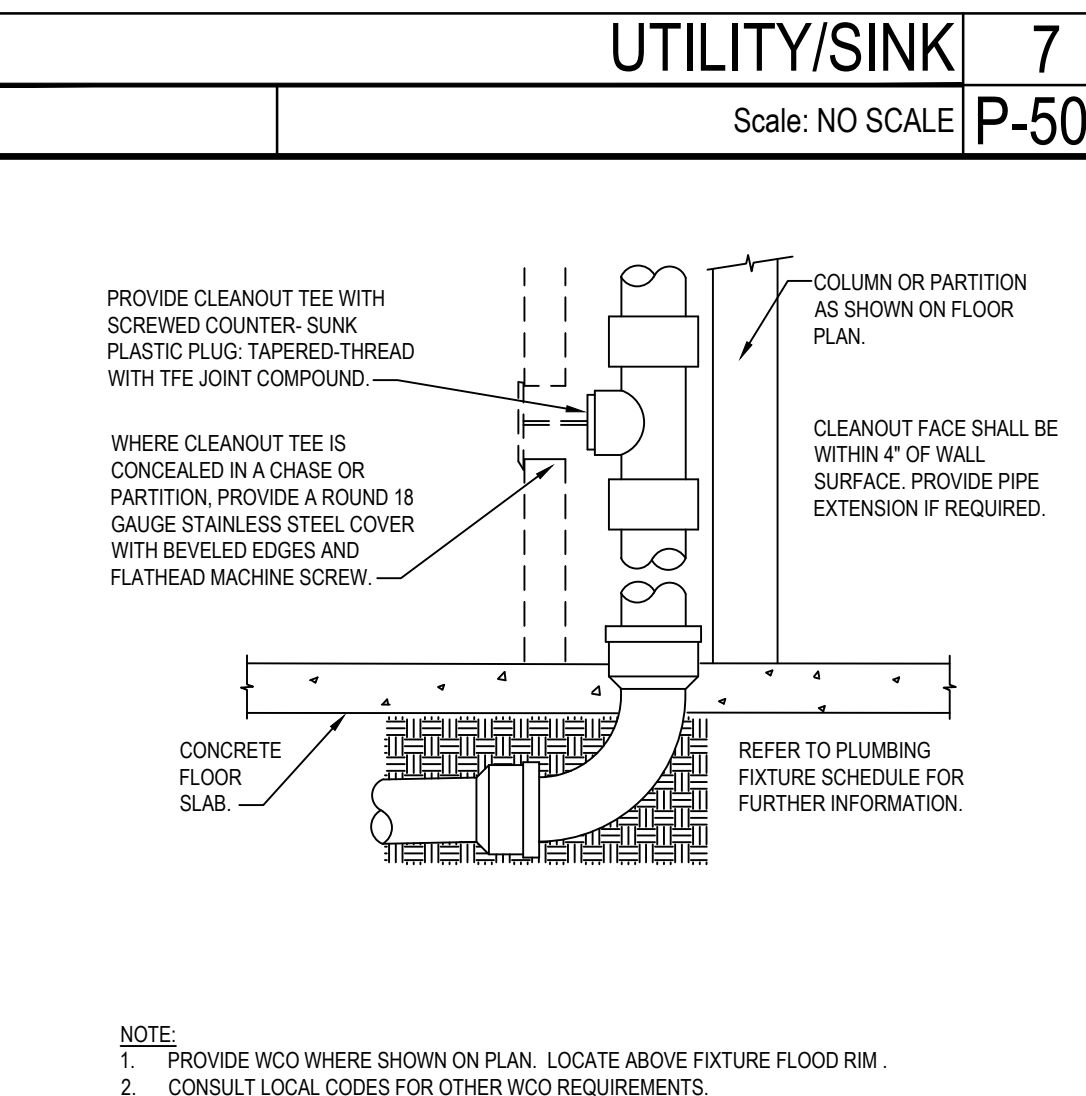 UTILITY/SINK 7
Scale: NO SCALE P-50
PROVIDE CLEANOUT TEE WITH
SCREWED COUNTER- SUNK
PLASTIC PLUG: TAPERED-THREAD
WITH TFE JOINT COMPOUND.
COLUMN OR PARTITION
AS SHOWN ON FLOOR
PLAN.
WHERE CLEANOUT TEE IS
CONCEALED IN A CHASE OR
PARTITION, PROVIDE A ROUND 18
GAUGE STAINLESS STEEL COVER
WITH BEVELED EDGES AND
FLATHEAD MACHINE SCREW.
CLEANOUT FACE SHALL BE
WITHIN 4" OF WALL
SURFACE. PROVIDE PIPE
EXTENSION IF REQUIRED.
CONCRETE
FLOOR
SLAB.
REFER TO PLUMBING
FIXTURE SCHEDULE FOR
FURTHER INFORMATION.
NOTE:
1. PROVIDE WCO WHERE SHOWN ON PLAN. LOCATE ABOVE FIXTURE FLOOD RIM .
2. CONSULT LOCAL CODES FOR OTHER WCO REQUIREMENTS.